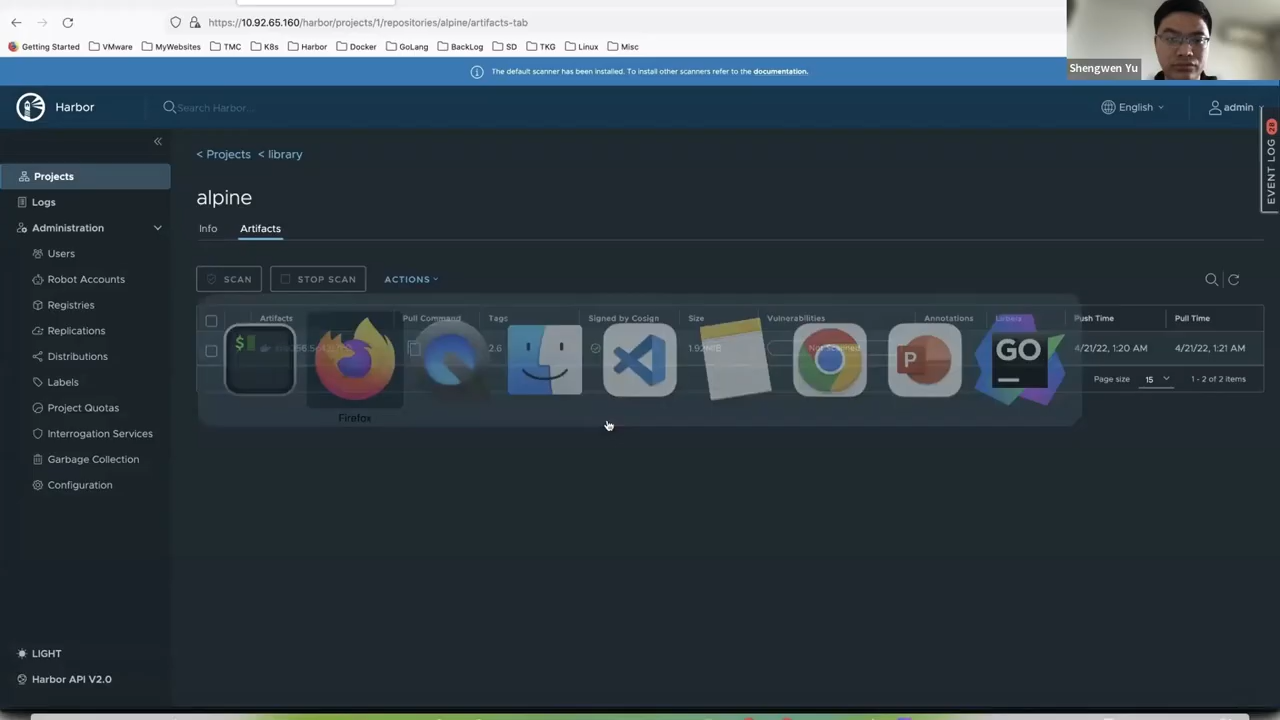 https://10.92.65.160/harbor/projects/1/repositories/alpine/artifacts-tab
Getting Started VMware MyWebsites TMC K8s Harbor Docker GoLang BackLog SD TKG Linux Misc
Shengwen Yu
The default scanner has been installed. To install other scanners refer to the documentation.
Harbor
Search Harbor...
English
admin
EVENT LOG 28
< Projects < library
alpine
Info Artifacts
SCAN STOP SCAN ACTIONS
Artifacts Pull Command Tags Signed by Cosign Size Vulnerabilities Annotations Labels Push Time Pull Time
2.6 Not Scanned 4/21/22, 1:20 AM 4/21/22, 1:21 AM
Page size 15 1 - 2 of 2 items
$
P
GO
Firefox
Projects
Logs
Administration
Users
Robot Accounts
Registries
Replications
Distributions
Labels
Project Quotas
Interrogation Services
Garbage Collection
Configuration
LIGHT
Harbor API V2.0